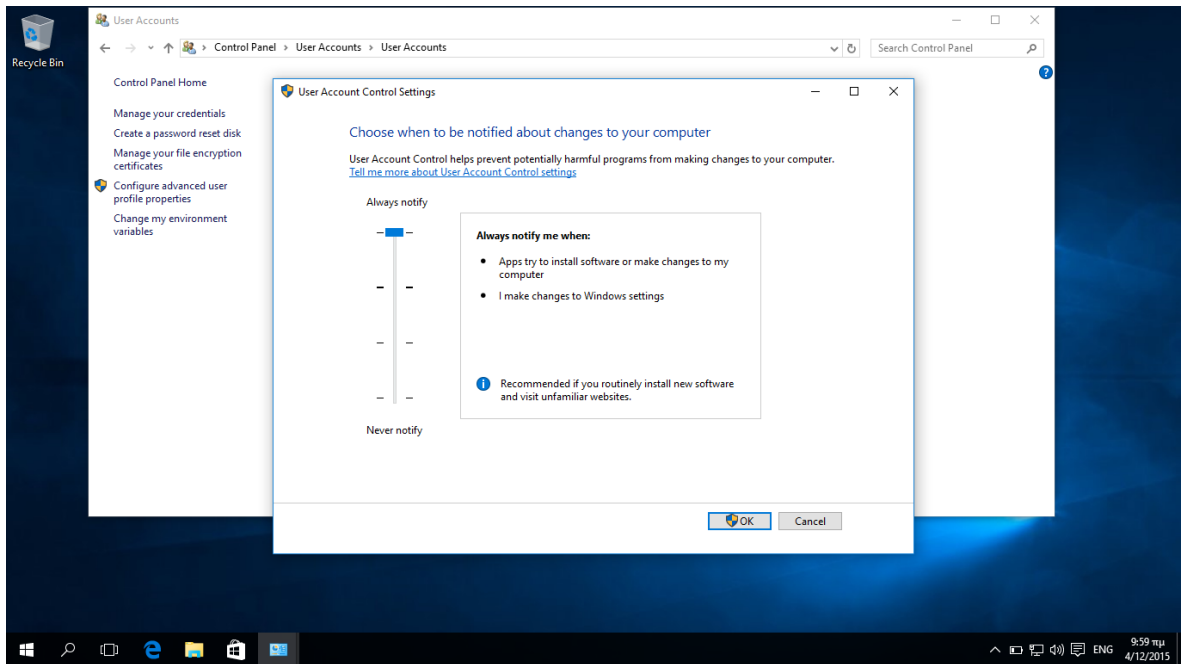 Recycle Bin
User Accounts
Control Panel > User Accounts > User Accounts
Search Control Panel
Control Panel Home
Manage your credentials
Create a password reset disk
Manage your file encryption
certificates
Configure advanced user
profile properties
Change my environment
variables
User Account Control Settings
Choose when to be notified about changes to your computer
User Account Control helps prevent potentially harmful programs from making changes to your computer.
Tell me more about User Account Control settings
Always notify
Always notify me when:
• Apps try to install software or make changes to my
computer
• I make changes to Windows settings
Recommended if you routinely install new software
and visit unfamiliar websites.
Never notify
OK
Cancel
ENG
9:59 πμ
4/12/2015